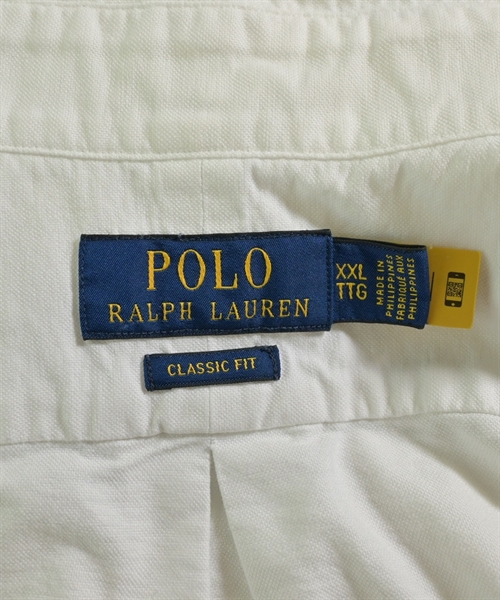 POLO
RALPH LAUREN
XXL
TTG
MADE IN
PHILIPPINES
FABRIQUÉ AUX
PHILIPPINES
CLASSIC FIT